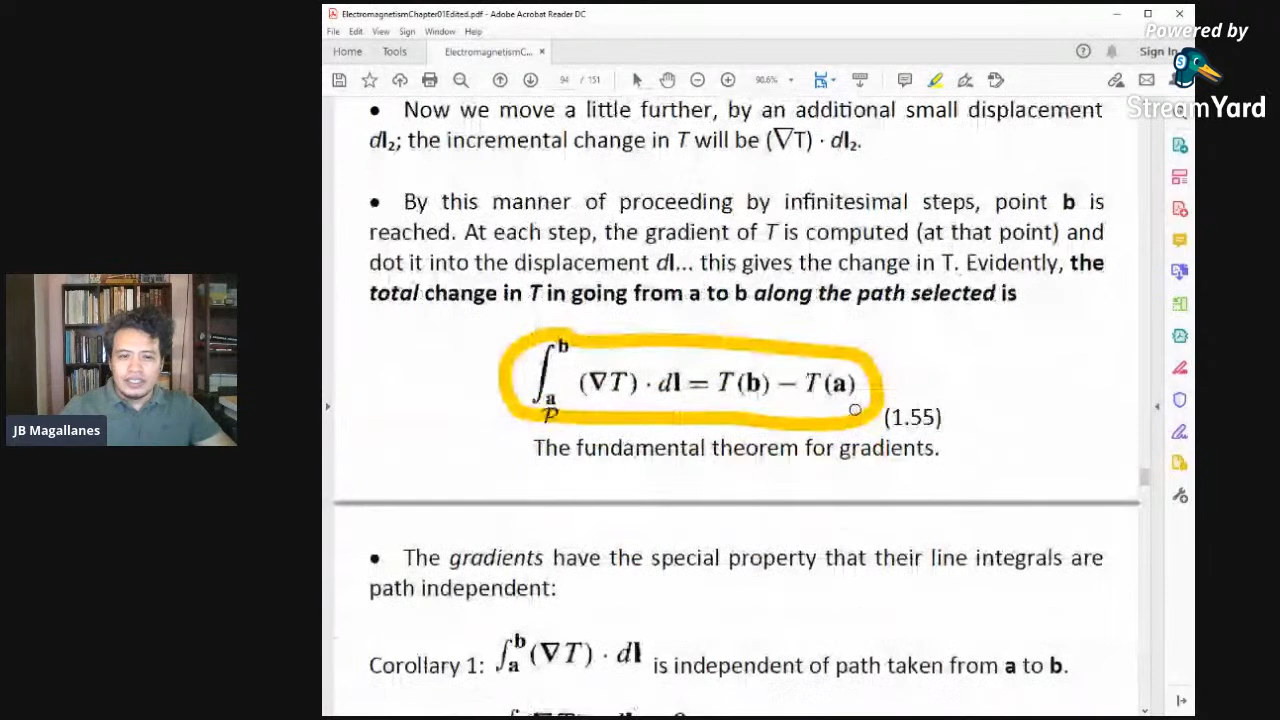 ElectromagnetismChapter01Edited.pdf - Adobe Acrobat Reader DC
File Edit View Sign Window Help
Home Tools ElectromagnetismC... × Sign In
94 / 151 90.6%
Powered by
StreamYard
• Now we move a little further, by an additional small displacement
dl₂; the incremental change in T will be (∇T) · dl₂.
• By this manner of proceeding by infinitesimal steps, point b is
reached. At each step, the gradient of T is computed (at that point) and
dot it into the displacement dl... this gives the change in T. Evidently, the
total change in T in going from a to b along the path selected is
∫ₐᵇ (∇T) · dl = T(b) − T(a)
𝒫
(1.55)
The fundamental theorem for gradients.
JB Magallanes
• The gradients have the special property that their line integrals are
path independent:
Corollary 1: ∫ₐᵇ (∇T) · dl is independent of path taken from a to b.